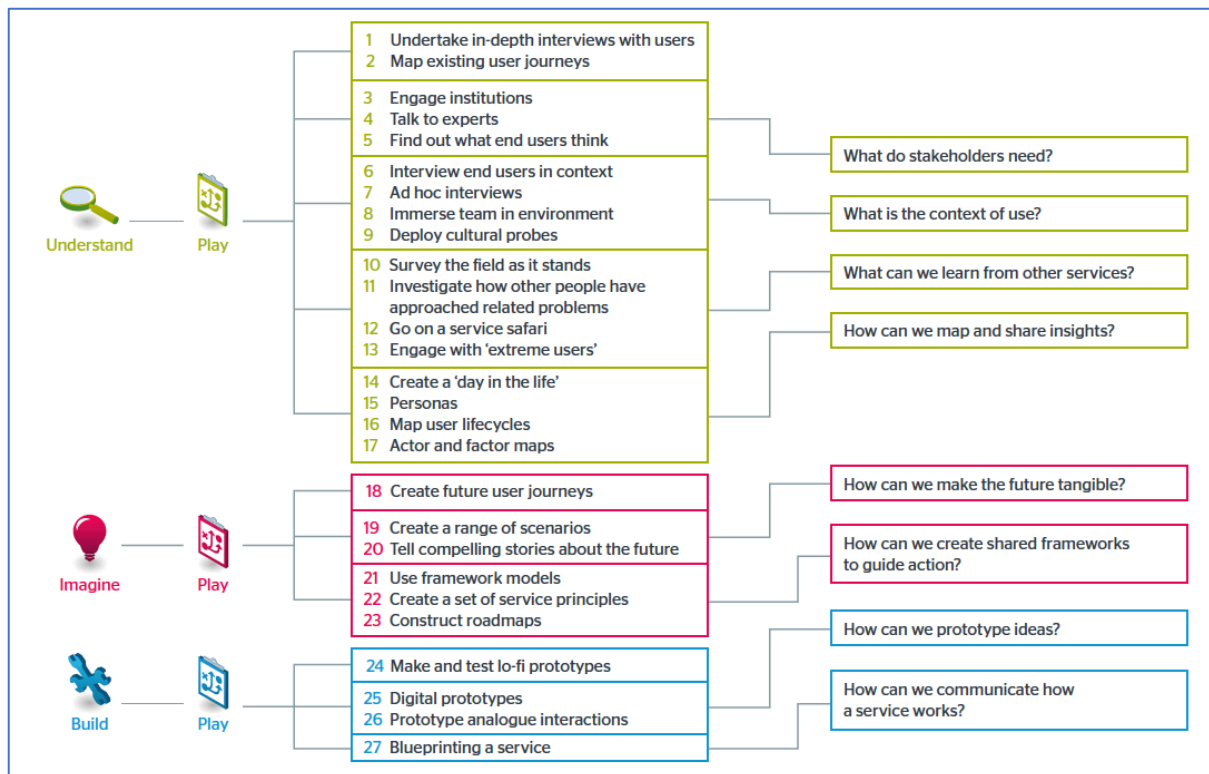 1 Undertake in-depth interviews with users
2 Map existing user journeys
3 Engage institutions
4 Talk to experts
5 Find out what end users think
What do stakeholders need?
6 Interview end users in context
7 Ad hoc interviews
8 Immerse team in environment
9 Deploy cultural probes
What is the context of use?
Understand
Play
10 Survey the field as it stands
11 Investigate how other people have
approached related problems
12 Go on a service safari
13 Engage with ‘extreme users’
What can we learn from other services?
How can we map and share insights?
14 Create a ‘day in the life’
15 Personas
16 Map user lifecycles
17 Actor and factor maps
18 Create future user journeys
How can we make the future tangible?
19 Create a range of scenarios
20 Tell compelling stories about the future
How can we create shared frameworks
to guide action?
Imagine
Play
21 Use framework models
22 Create a set of service principles
23 Construct roadmaps
How can we prototype ideas?
24 Make and test lo-fi prototypes
25 Digital prototypes
26 Prototype analogue interactions
How can we communicate how
a service works?
Build
Play
27 Blueprinting a service